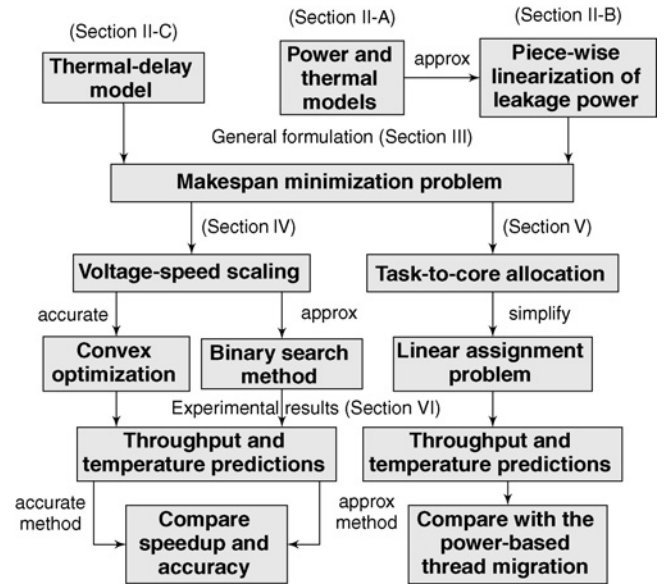 (Section II-C)
(Section II-A)
(Section II-B)
Thermal-delay
model
Power and
thermal
models
approx
Piece-wise
linearization of
leakage power
General formulation (Section III)
Makespan minimization problem
(Section IV)
(Section V)
Voltage-speed scaling
Task-to-core allocation
accurate
approx
simplify
Convex
optimization
Binary search
method
Linear assignment
problem
Experimental results (Section VI)
Throughput and
temperature predictions
Throughput and
temperature predictions
accurate
method
approx
method
Compare
speedup and
accuracy
Compare with the
power-based
thread migration